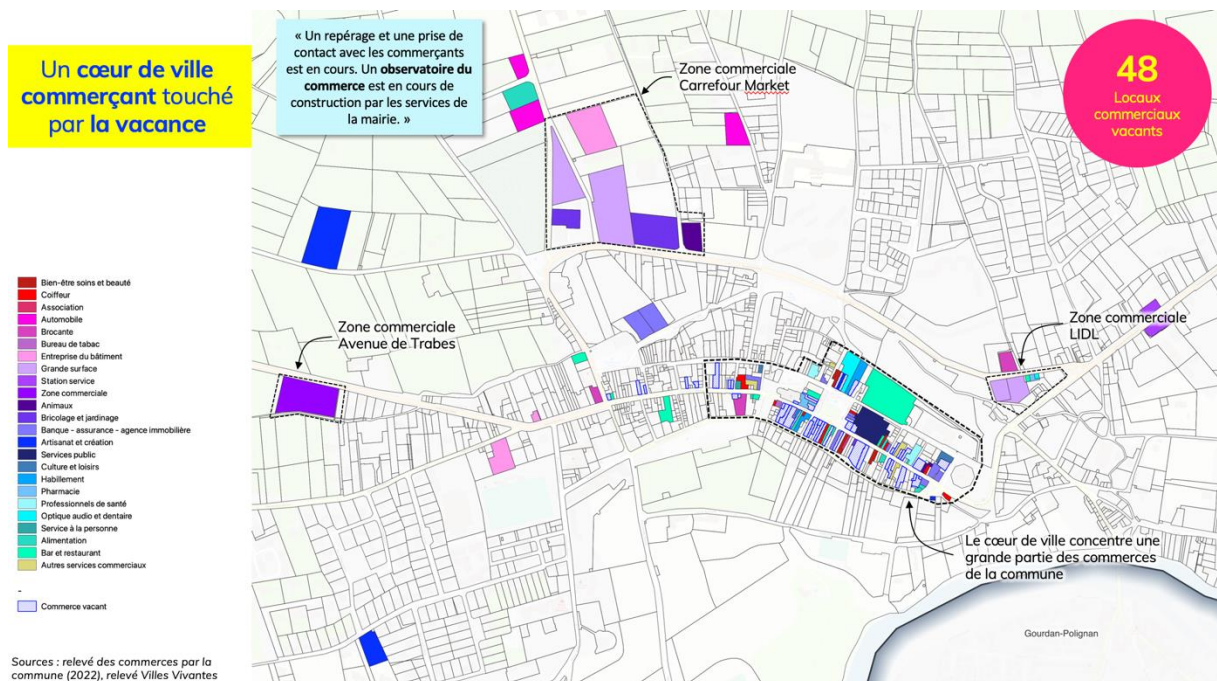 Un cœur de ville
commerçant touché
par la vacance
« Un repérage et une prise de
contact avec les commerçants
est en cours. Un observatoire du
commerce est en cours de
construction par les services de
la mairie. »
Zone commerciale
Carrefour Market
48
Locaux
commerciaux
vacants
Zone commerciale
Avenue de Trabes
Zone commerciale
LIDL
Bien-être soins et beauté
Coiffeur
Association
Automobile
Brocante
Bureau de tabac
Entreprise du bâtiment
Grande surface
Station service
Zone commerciale
Animaux
Bricolage et jardinage
Banque - assurance - agence immobilière
Artisanat et création
Services public
Culture et loisirs
Habillement
Pharmacie
Professionnels de santé
Optique audio et dentaire
Service à la personne
Alimentation
Bar et restaurant
Autres services commerciaux
-
Commerce vacant
Le cœur de ville concentre une
grande partie des commerces
de la commune
Gourdan-Polignan
Sources : relevé des commerces par la
commune (2022), relevé Villes Vivantes